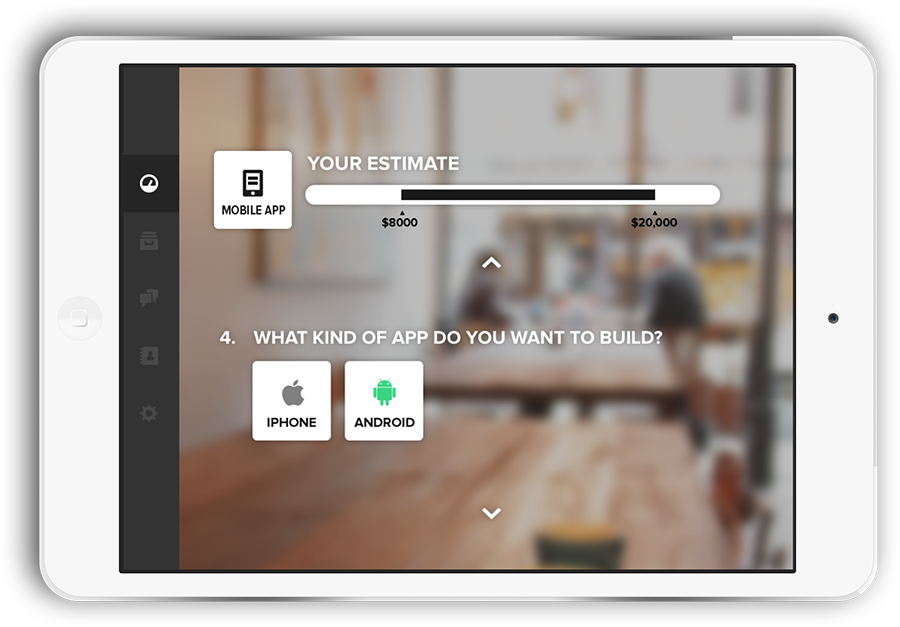 YOUR ESTIMATE
MOBILE APP
$8000 $20,000
4. WHAT KIND OF APP DO YOU WANT TO BUILD?
IPHONE ANDROID